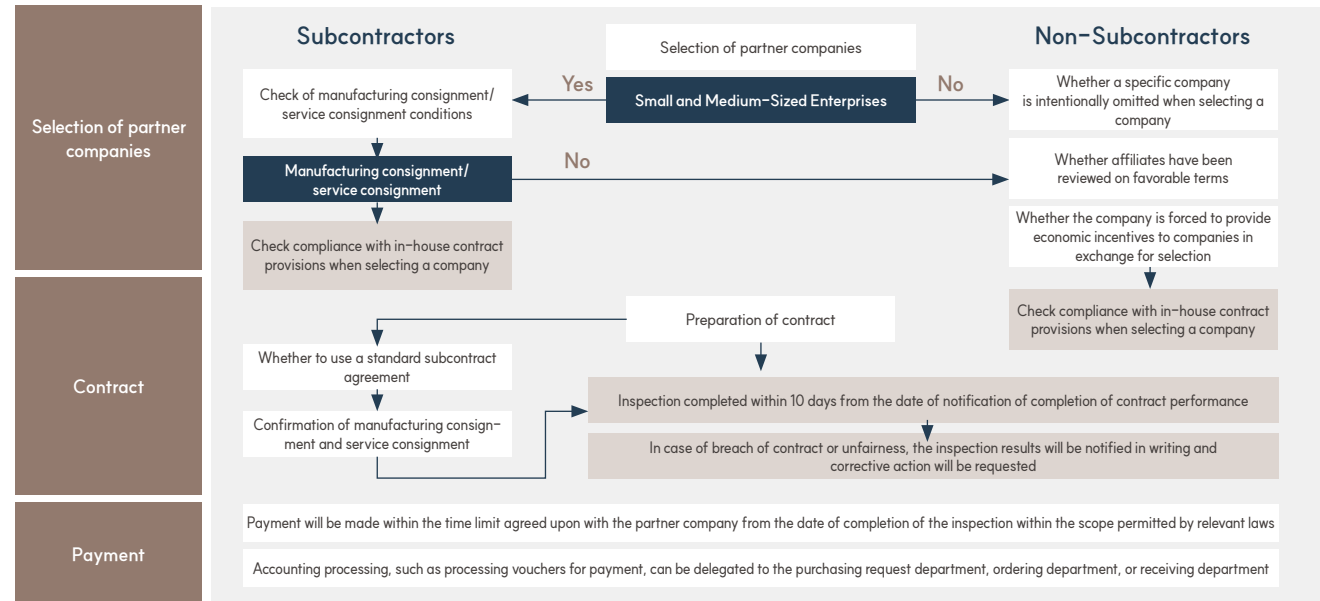 Selection of partner
companies
Subcontractors
Selection of partner companies
Non-Subcontractors
Yes
Small and Medium-Sized Enterprises
No
Check of manufacturing consignment/
service consignment conditions
Whether a specific company
is intentionally omitted when selecting a
company
Manufacturing consignment/
service consignment
No
Whether affiliates have been
reviewed on favorable terms
Check compliance with in-house contract
provisions when selecting a company
Whether the company is forced to provide
economic incentives to companies in
exchange for selection
Check compliance with in-house contract
provisions when selecting a company
Contract
Preparation of contract
Whether to use a standard subcontract
agreement
Confirmation of manufacturing consign-
ment and service consignment
Inspection completed within 10 days from the date of notification of completion of contract performance
In case of breach of contract or unfairness, the inspection results will be notified in writing and
corrective action will be requested
Payment
Payment will be made within the time limit agreed upon with the partner company from the date of completion of the inspection within the scope permitted by relevant laws
Accounting processing, such as processing vouchers for payment, can be delegated to the purchasing request department, ordering department, or receiving department